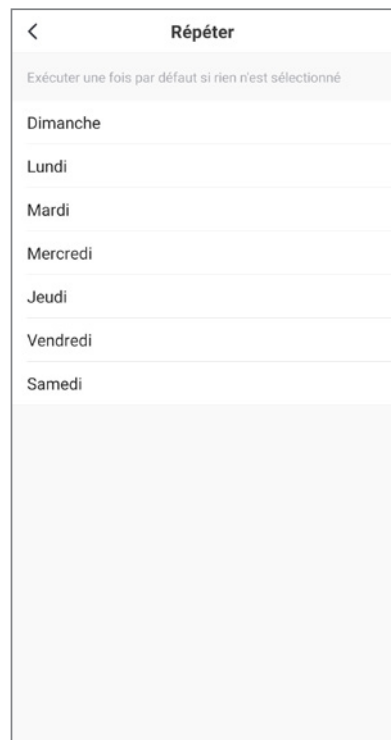 Répéter
Exécuter une fois par défaut si rien n'est sélectionné
Dimanche
Lundi
Mardi
Mercredi
Jeudi
Vendredi
Samedi